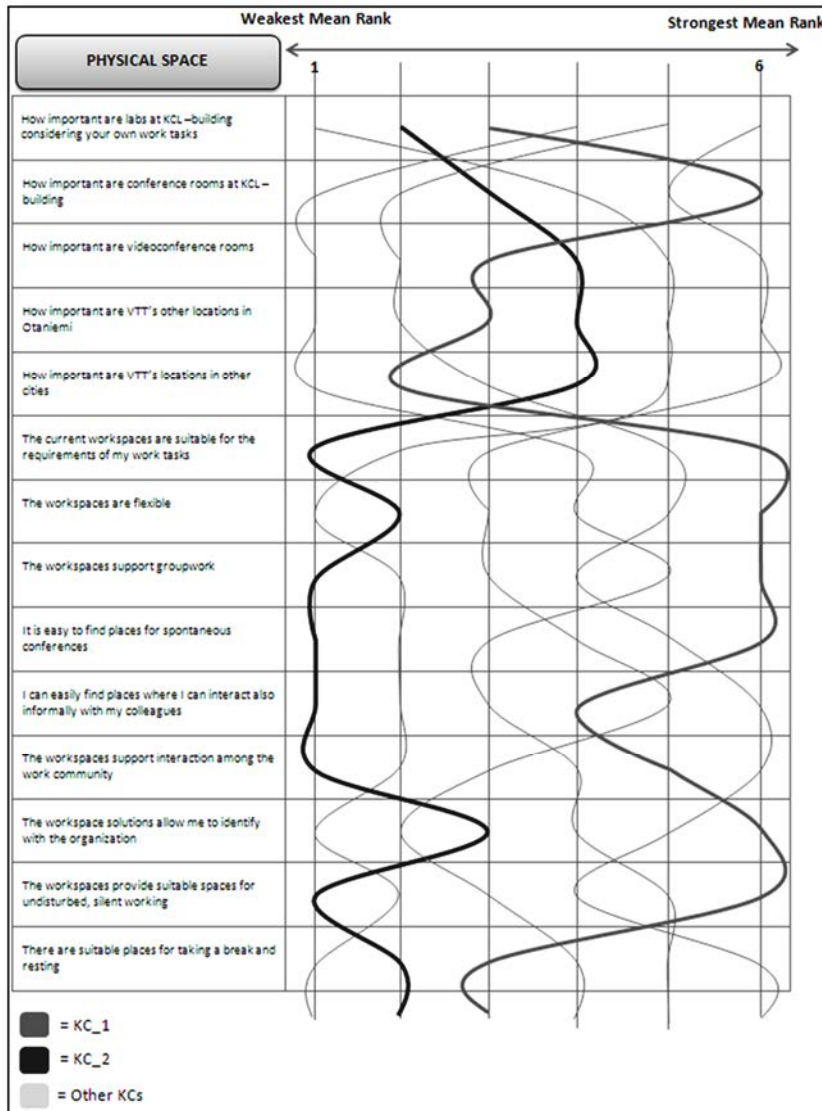 Weakest Mean Rank
Strongest Mean Rank
PHYSICAL SPACE
1
6
How important are labs at KCL –building
considering your own work tasks
How important are conference rooms at KCL –
building
How important are videoconference rooms
How important are VTT's other locations in
Otaniemi
How important are VTT's locations in other
cities
The current workspaces are suitable for the
requirements of my work tasks
The workspaces are flexible
The workspaces support groupwork
It is easy to find places for spontaneous
conferences
I can easily find places where I can interact also
informally with my colleagues
The workspaces support interaction among the
work community
The workspace solutions allow me to identify
with the organization
The workspaces provide suitable spaces for
undisturbed, silent working
There are suitable places for taking a break and
resting
= KC_1
= KC_2
= Other KCs